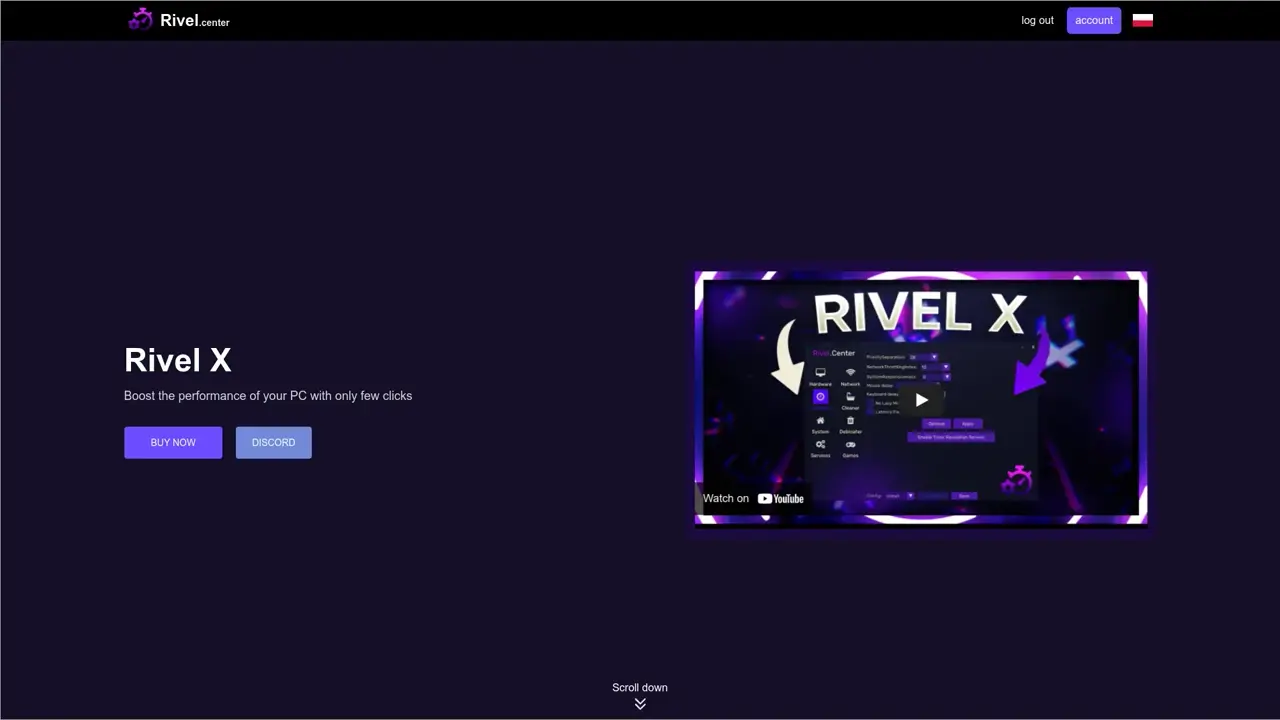 Rivel.center
log out
account
Rivel X
Boost the performance of your PC with only few clicks
BUY NOW
DISCORD
RIVEL X
Rivel.Center
Hardware
Network
Cleaner
System
Debloater
Services
Games
Watch on YouTube
Scroll down